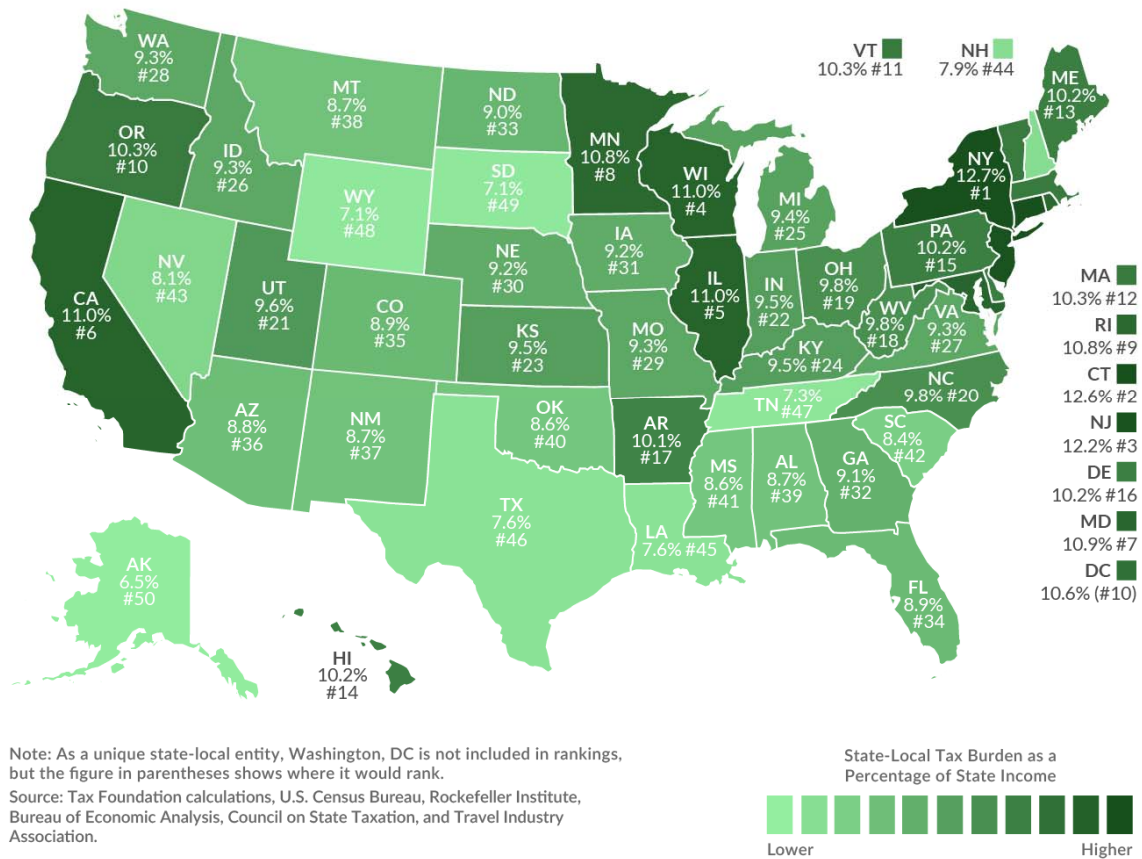 WA
9.3%
#28
MT
8.7%
#38
ND
9.0%
#33
MN
10.8%
#8
VT
10.3% #11
NH
7.9% #44
ME
10.2%
#13
OR
10.3%
#10
ID
9.3%
#26
WY
7.1%
#48
SD
7.1%
#49
WI
11.0%
#4
MI
9.4%
#25
NY
12.7%
#1
NV
8.1%
#43
UT
9.6%
#21
NE
9.2%
#30
IA
9.2%
#31
IL
11.0%
#5
IN
9.5%
#22
OH
9.8%
#19
PA
10.2%
#15
CA
11.0%
#6
CO
8.9%
#35
KS
9.5%
#23
MO
9.3%
#29
KY
9.5% #24
WV
9.8%
#18
VA
9.3%
#27
AZ
8.8%
#36
NM
8.7%
#37
OK
8.6%
#40
AR
10.1%
#17
TN 7.3%
#47
NC
9.8% #20
SC
8.4%
#42
TX
7.6%
#46
LA
7.6% #45
MS
8.6%
#41
AL
8.7%
#39
GA
9.1%
#32
FL
8.9%
#34
AK
6.5%
#50
HI
10.2%
#14
MA
10.3% #12
RI
10.8% #9
CT
12.6% #2
NJ
12.2% #3
DE
10.2% #16
MD
10.9% #7
DC
10.6% (#10)
Note: As a unique state-local entity, Washington, DC is not included in rankings,
but the figure in parentheses shows where it would rank.
Source: Tax Foundation calculations, U.S. Census Bureau, Rockefeller Institute,
Bureau of Economic Analysis, Council on State Taxation, and Travel Industry
Association.
State-Local Tax Burden as a
Percentage of State Income
Lower
Higher